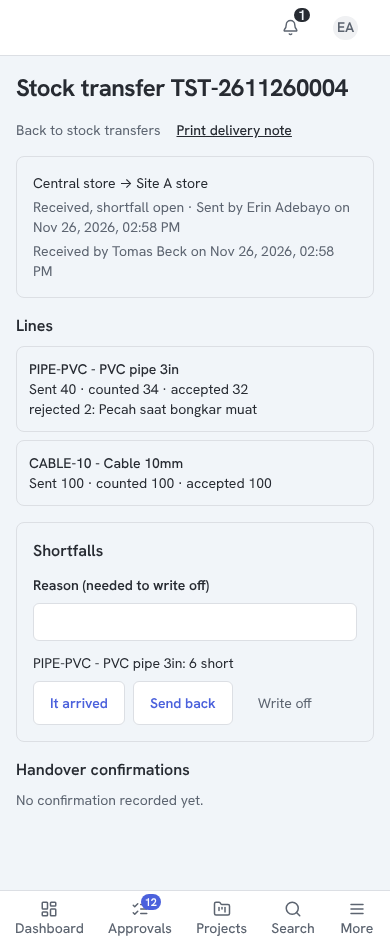 1
EA
Stock transfer TST-2611260004
Back to stock transfers Print delivery note
Central store → Site A store
Received, shortfall open · Sent by Erin Adebayo on
Nov 26, 2026, 02:58 PM
Received by Tomas Beck on Nov 26, 2026, 02:58
PM
Lines
PIPE-PVC - PVC pipe 3in
Sent 40 · counted 34 · accepted 32
rejected 2: Pecah saat bongkar muat
CABLE-10 - Cable 10mm
Sent 100 · counted 100 · accepted 100
Shortfalls
Reason (needed to write off)
PIPE-PVC - PVC pipe 3in: 6 short
It arrived Send back Write off
Handover confirmations
No confirmation recorded yet.
12
Dashboard Approvals Projects Search More